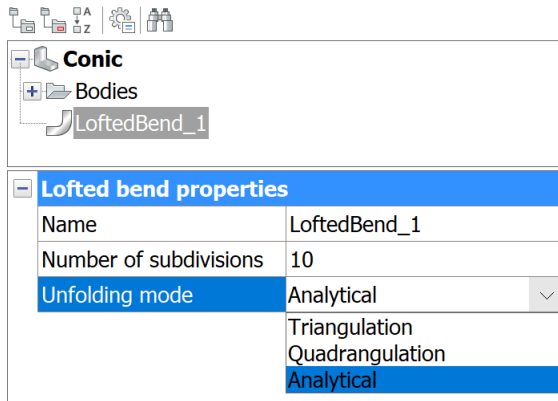 A
Z
Conic
Bodies
LoftedBend_1
Lofted bend properties
Name LoftedBend_1
Number of subdivisions 10
Unfolding mode Analytical
Triangulation
Quadrangulation
Analytical